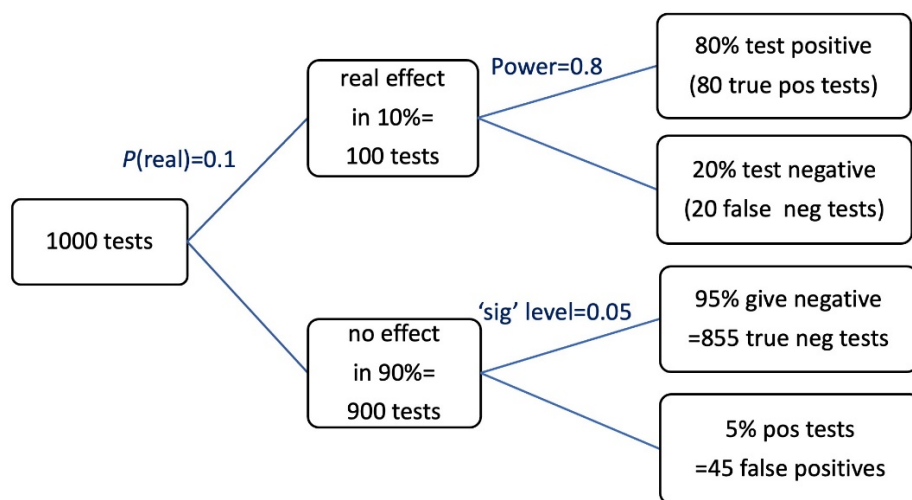 1000 tests
P(real)=0.1
real effect
in 10%=
100 tests
Power=0.8
80% test positive
(80 true pos tests)
20% test negative
(20 false  neg tests)
no effect
in 90%=
900 tests
‘sig’ level=0.05
95% give negative
=855 true neg tests
5% pos tests
=45 false positives